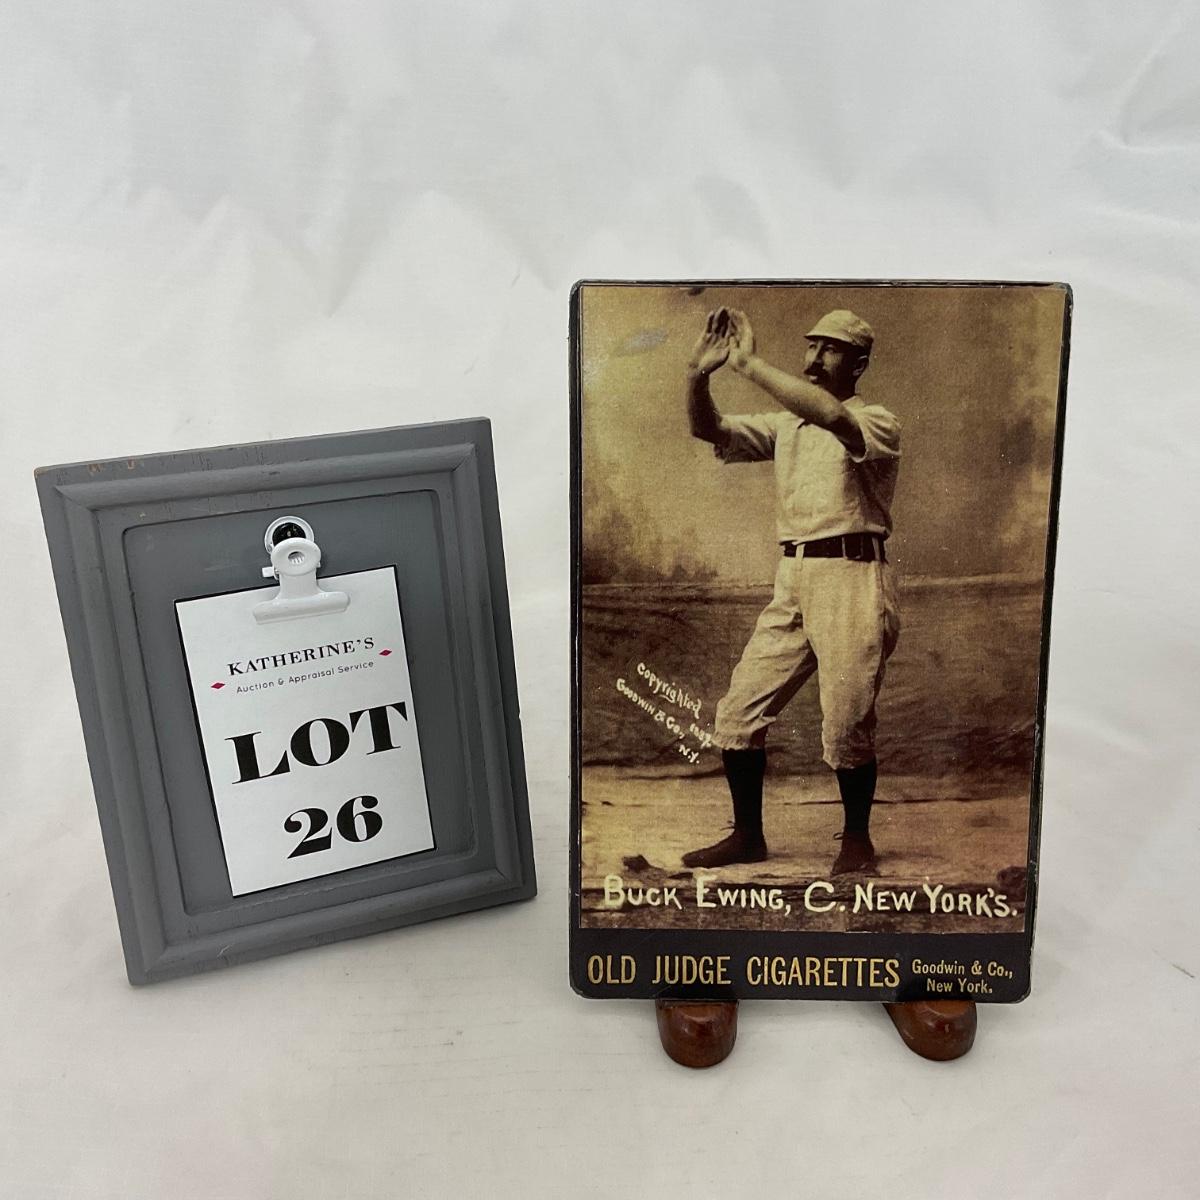 KATHERINE'S
Auction & Appraisal Service
LOT
26
Copyrighted
Goodwin & Co., 1887.
N.Y.
BUCK EWING, C. NEW YORK'S.
OLD JUDGE CIGARETTES
Goodwin & Co.,
New York.